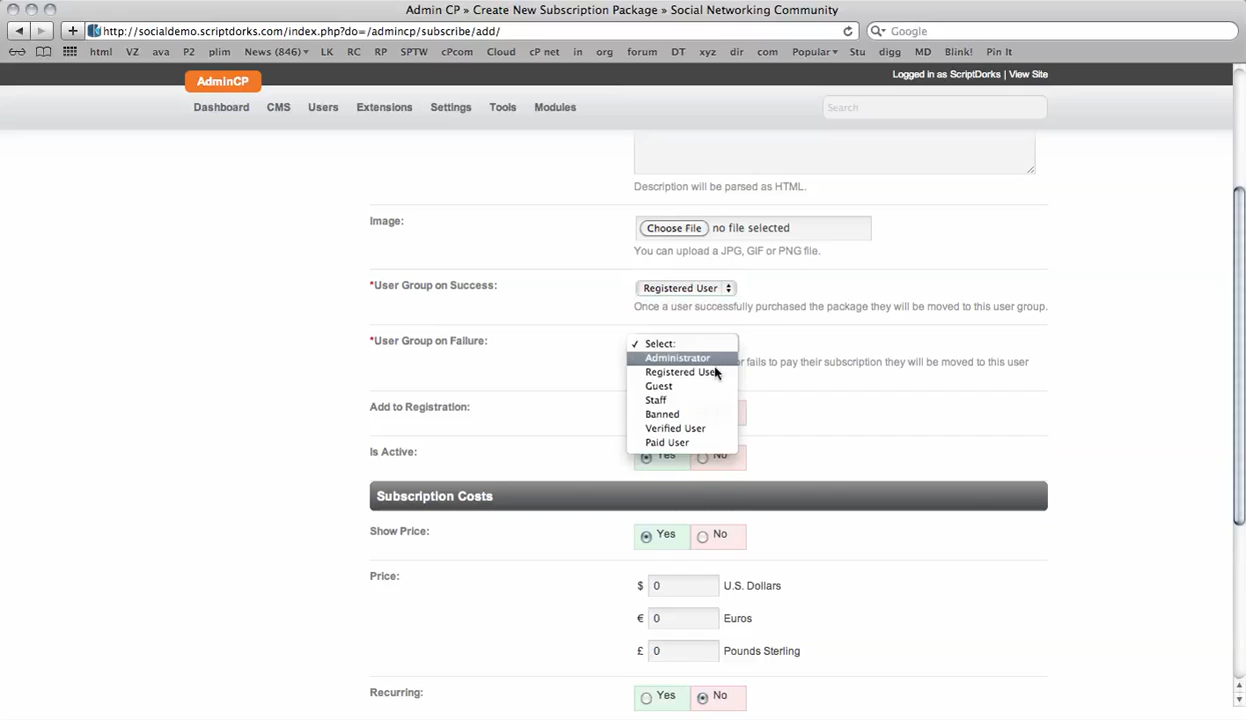 Admin CP » Create New Subscription Package » Social Networking Community
http://socialdemo.scriptdorks.com/index.php?do=/admincp/subscribe/add/
Google
html VZ ava P2 plim News (846) LK RC RP SPTW cPcom Cloud cP net in org forum DT xyz dir com Popular Stu digg MD Blink! Pin It
AdminCP
Logged in as ScriptDorks | View Site
Dashboard CMS Users Extensions Settings Tools Modules
Search
Description will be parsed as HTML.
Image:
Choose File no file selected
You can upload a JPG, GIF or PNG file.
*User Group on Success:
Registered User
Once a user successfully purchased the package they will be moved to this user group.
*User Group on Failure:
✓ Select:
Administrator
or fails to pay their subscription they will be moved to this user
Registered User
Guest
Staff
Add to Registration:
Banned
Verified User
Paid User
Is Active:
Yes No
Subscription Costs
Show Price:
Yes No
Price:
$ 0 U.S. Dollars
€ 0 Euros
£ 0 Pounds Sterling
Recurring:
Yes No